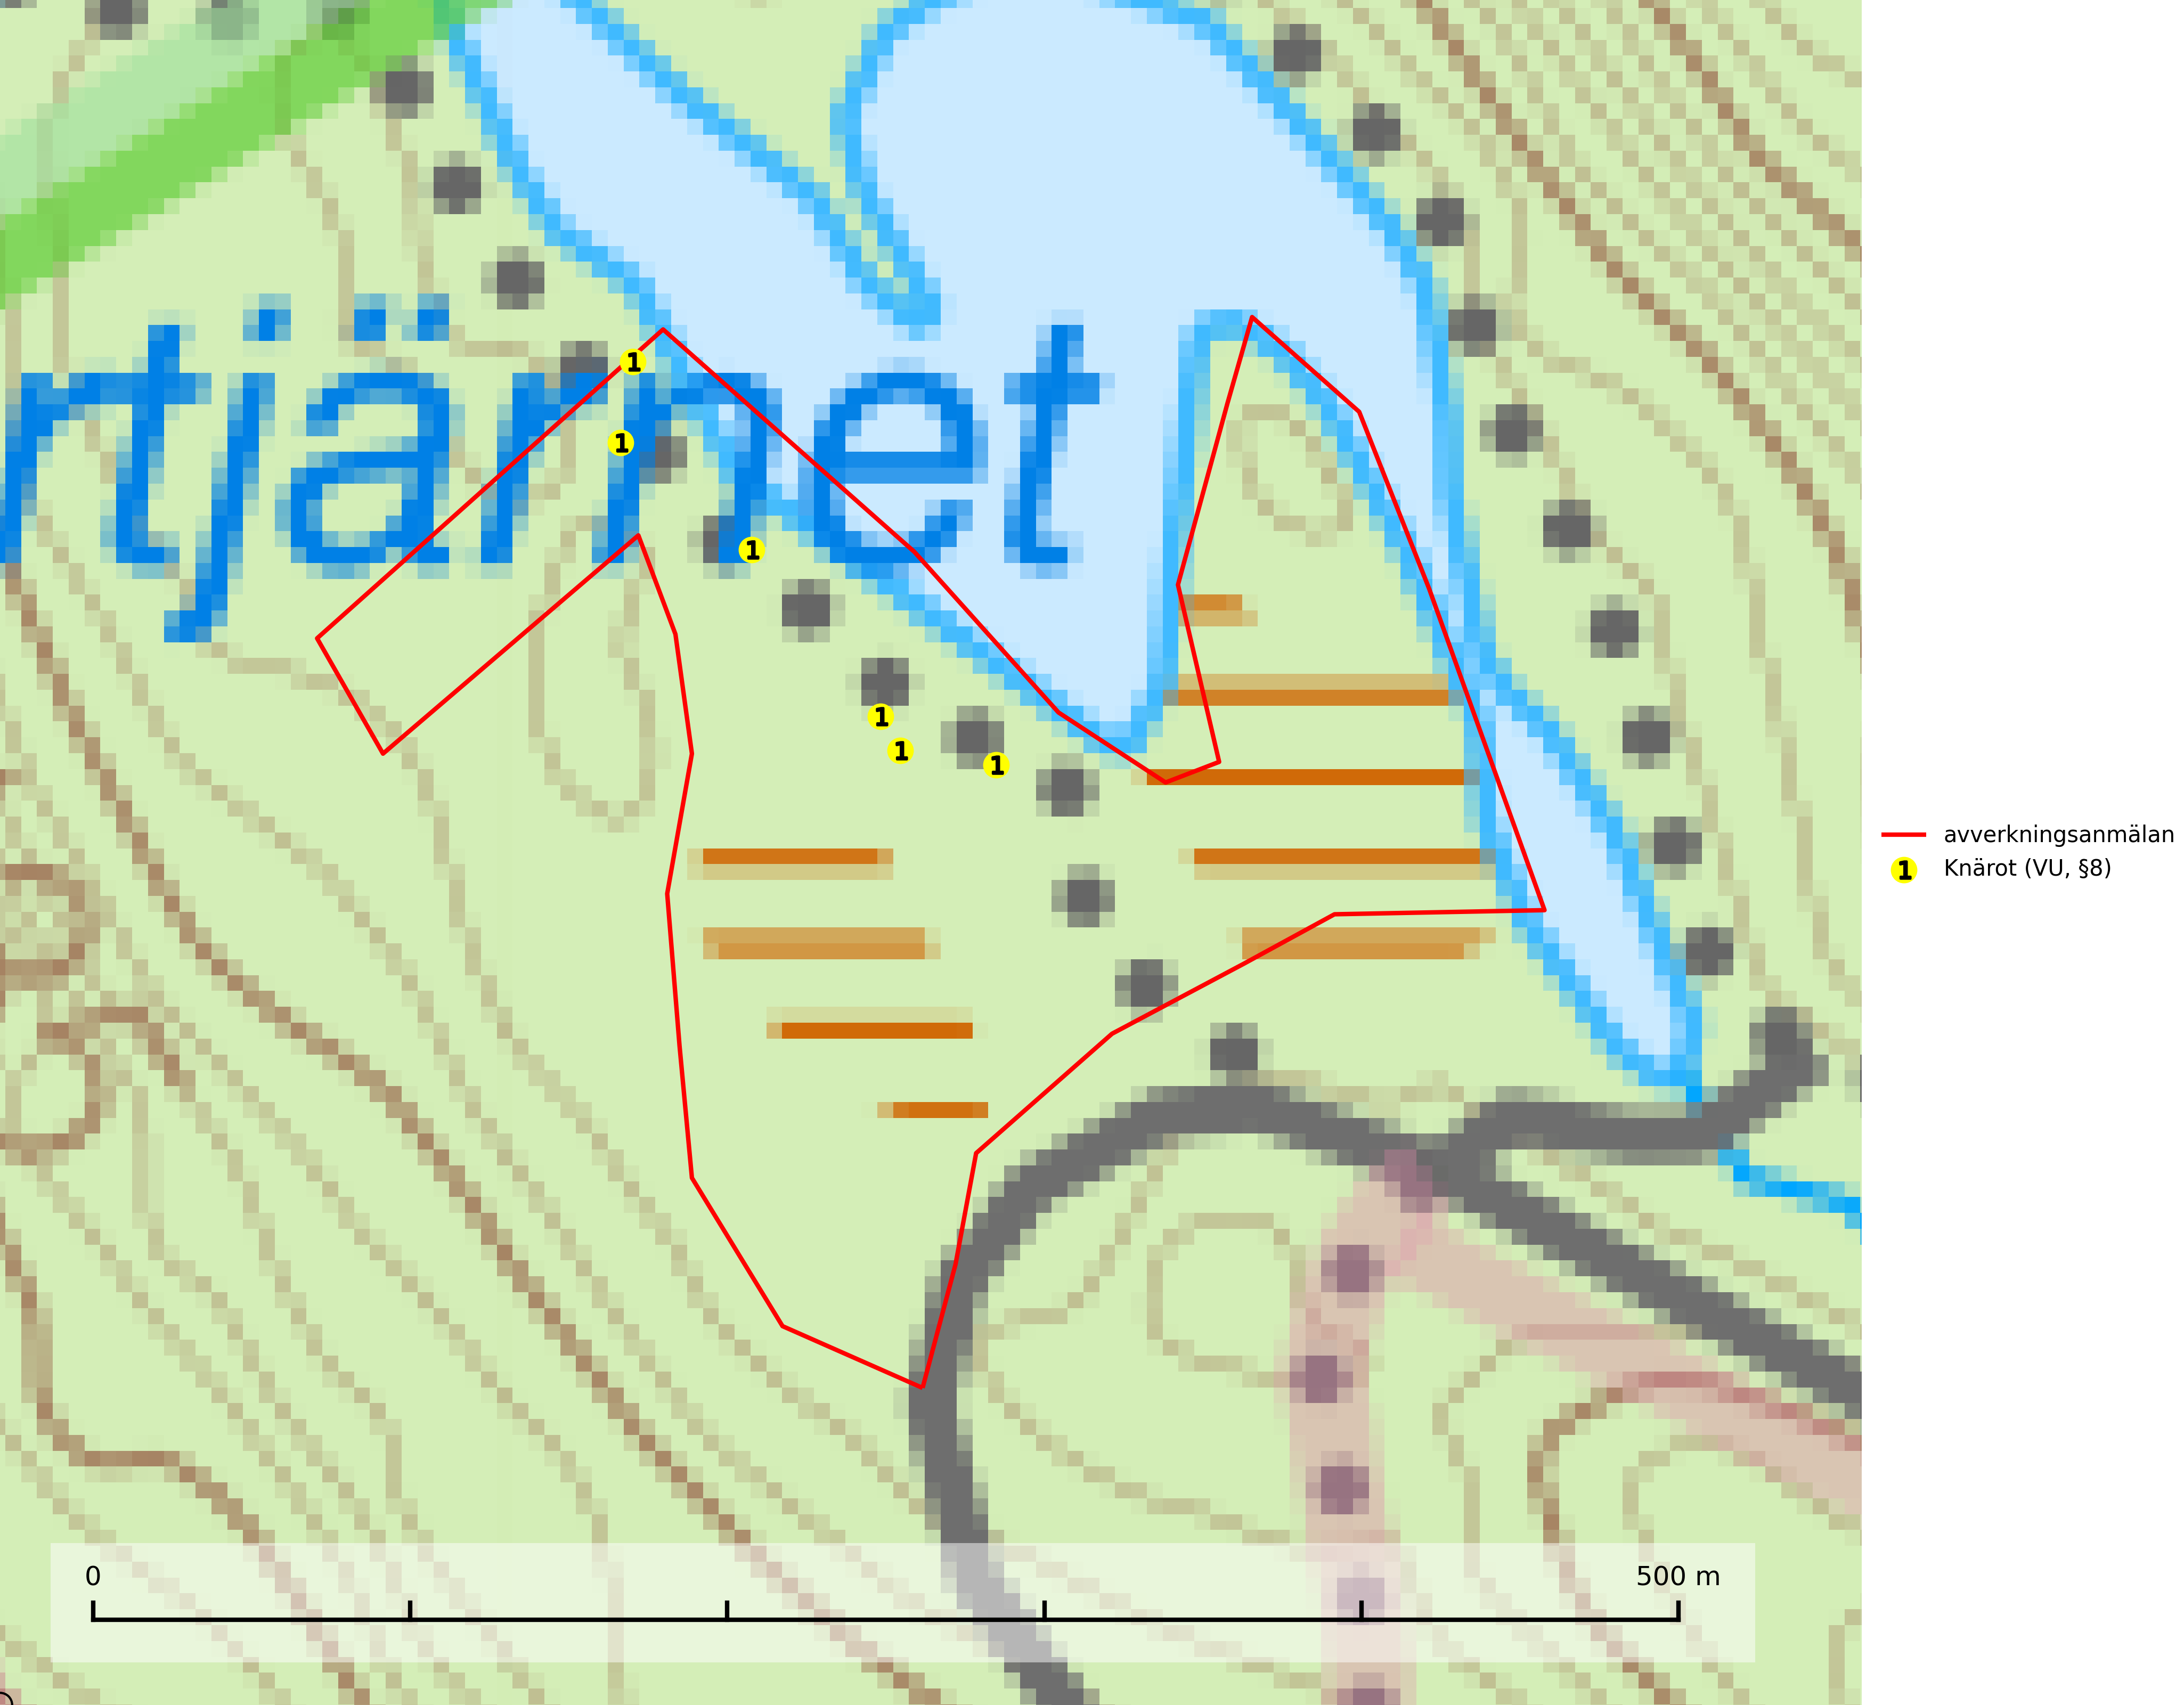 rtjärnet
1
1
1
1
1
1
avverkningsanmälan
1 Knärot (VU, §8)
0 500 m